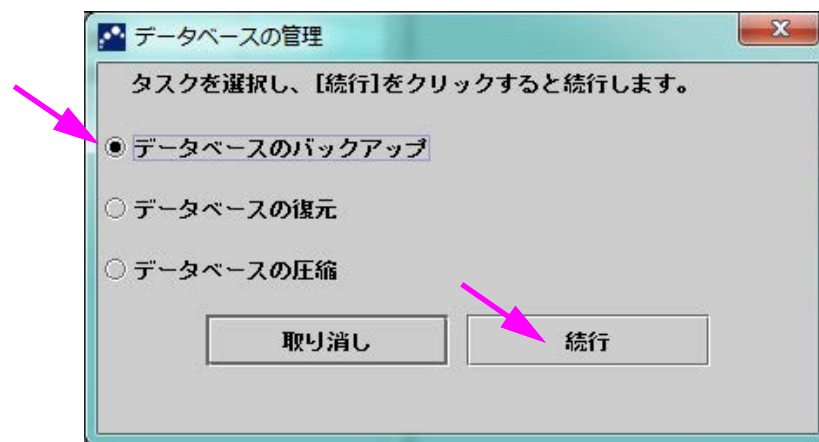 データベースの管理
タスクを選択し、[続行]をクリックすると続行します。
データベースのバックアップ
データベースの復元
データベースの圧縮
取り消し
続行